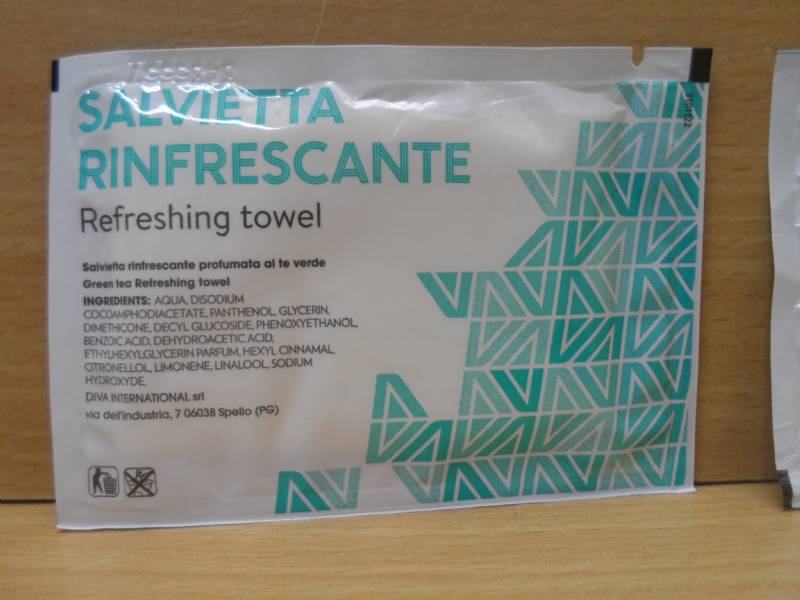 SALVIETTA
RINFRESCANTE
Refreshing towel
Salvietta rinfrescante profumata al te verde
Green tea Refreshing towel
INGREDIENTS: AQUA, DISODIUM
COCOAMPHODIACETATE, PANTHENOL, GLYCERIN,
DIMETHICONE, DECYL GLUCOSIDE, PHENOXYETHANOL,
BENZOIC ACID, DEHYDROACETIC ACID,
ETHYLHEXYLGLYCERIN PARFUM, HEXYL CINNAMAL,
CITRONELLOL, LIMONENE, LINALOOL, SODIUM
HYDROXYDE.
DIVA INTERNATIONAL srl
via dell'industria, 7 06038 Spello (PG)